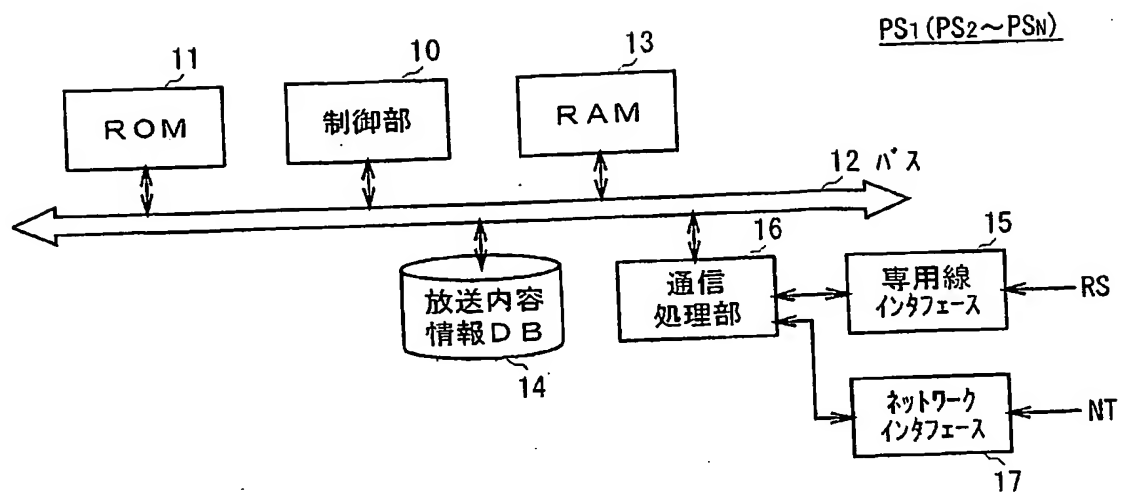 PS1(PS2～PSN)
11
10
13
ROM
制御部
RAM
12 バス
16
15
放送内容
情報DB
14
通信
処理部
専用線
インタフェース
RS
ネットワーク
インタフェース
NT
17